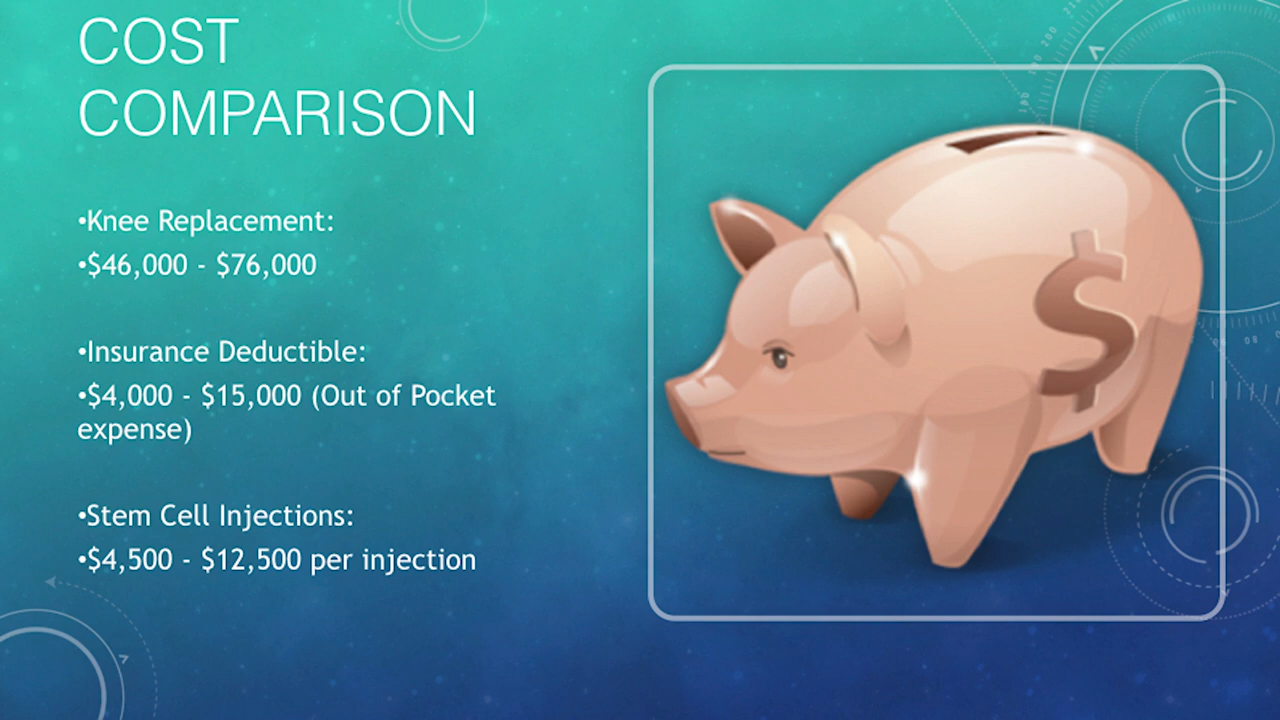 COST
COMPARISON
•Knee Replacement:
•$46,000 - $76,000
•Insurance Deductible:
•$4,000 - $15,000 (Out of Pocket
expense)
•Stem Cell Injections:
•$4,500 - $12,500 per injection
$